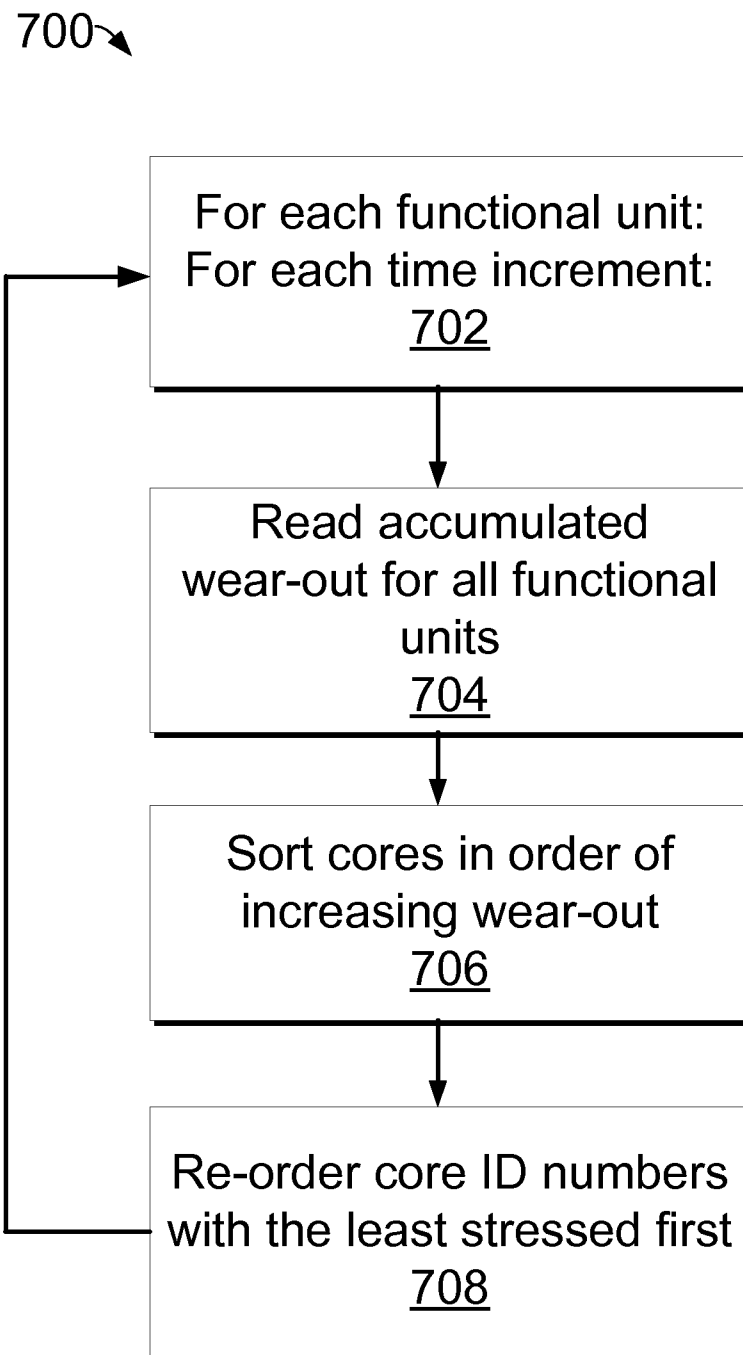 700
For each functional unit:
For each time increment:
702
Read accumulated
wear-out for all functional
units
704
Sort cores in order of
increasing wear-out
706
Re-order core ID numbers
with the least stressed first
708